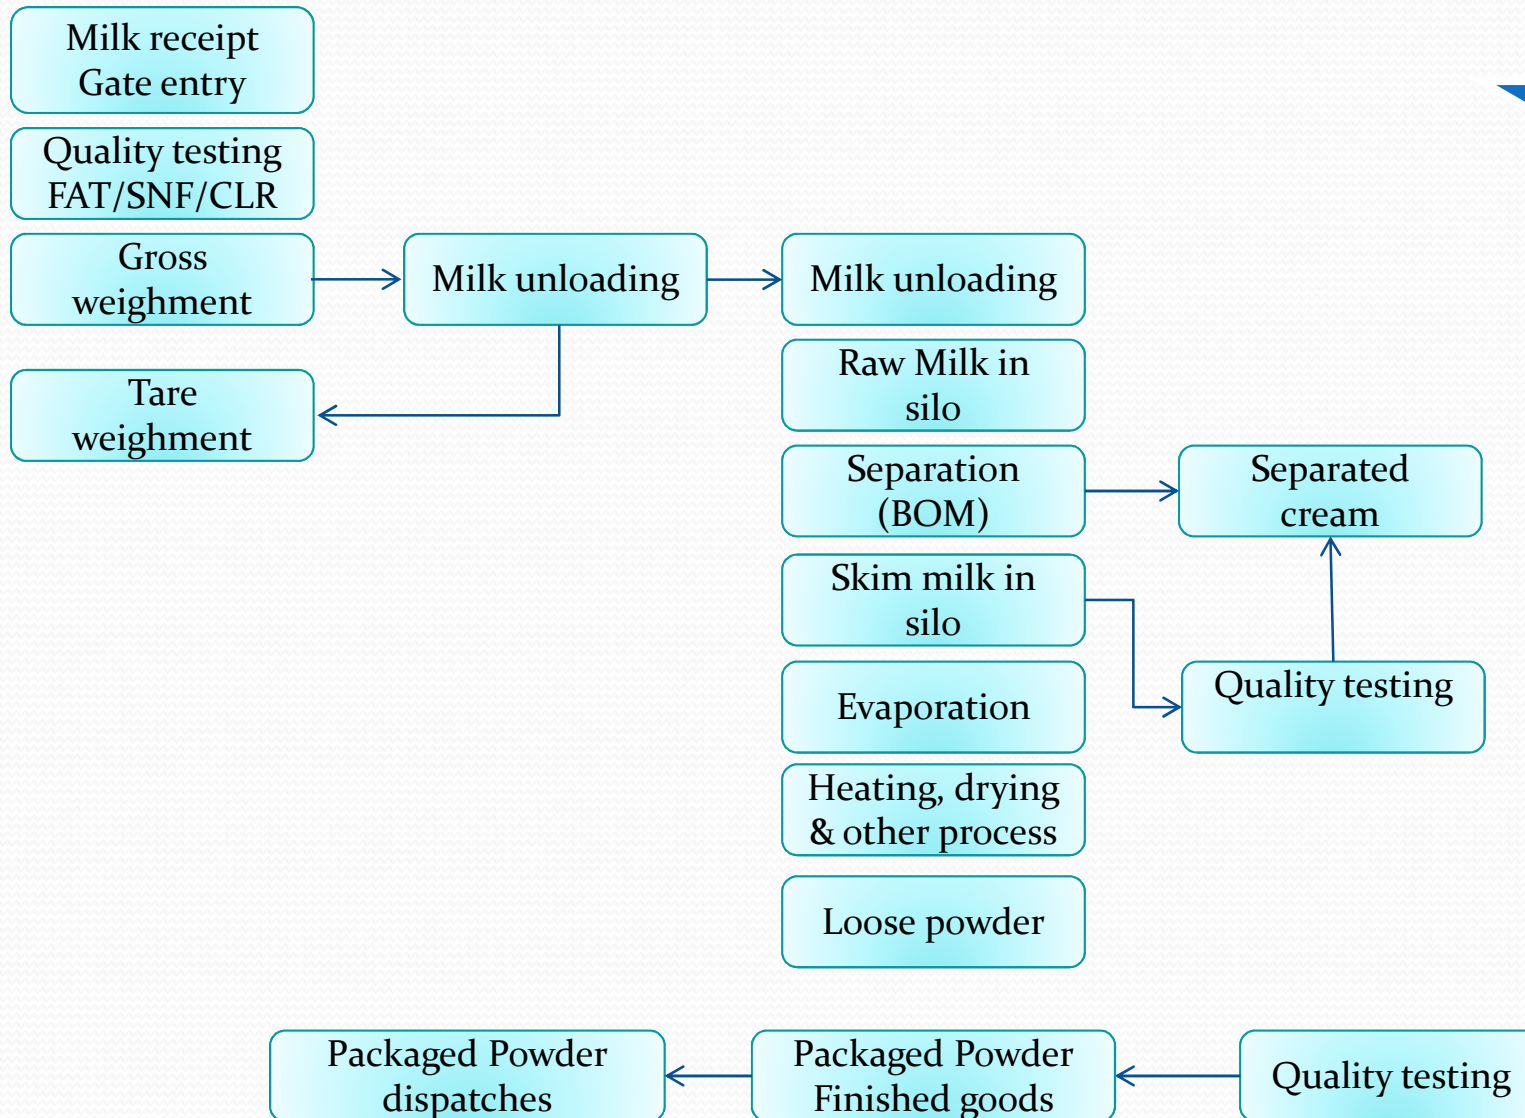 Milk receipt
Gate entry
Quality testing
FAT/SNF/CLR
Gross
weighment
Milk unloading
Milk unloading
Tare
weighment
Raw Milk in
silo
Separation
(BOM)
Separated
cream
Skim milk in
silo
Quality testing
Evaporation
Heating, drying
& other process
Loose powder
Packaged Powder
dispatches
Packaged Powder
Finished goods
Quality testing